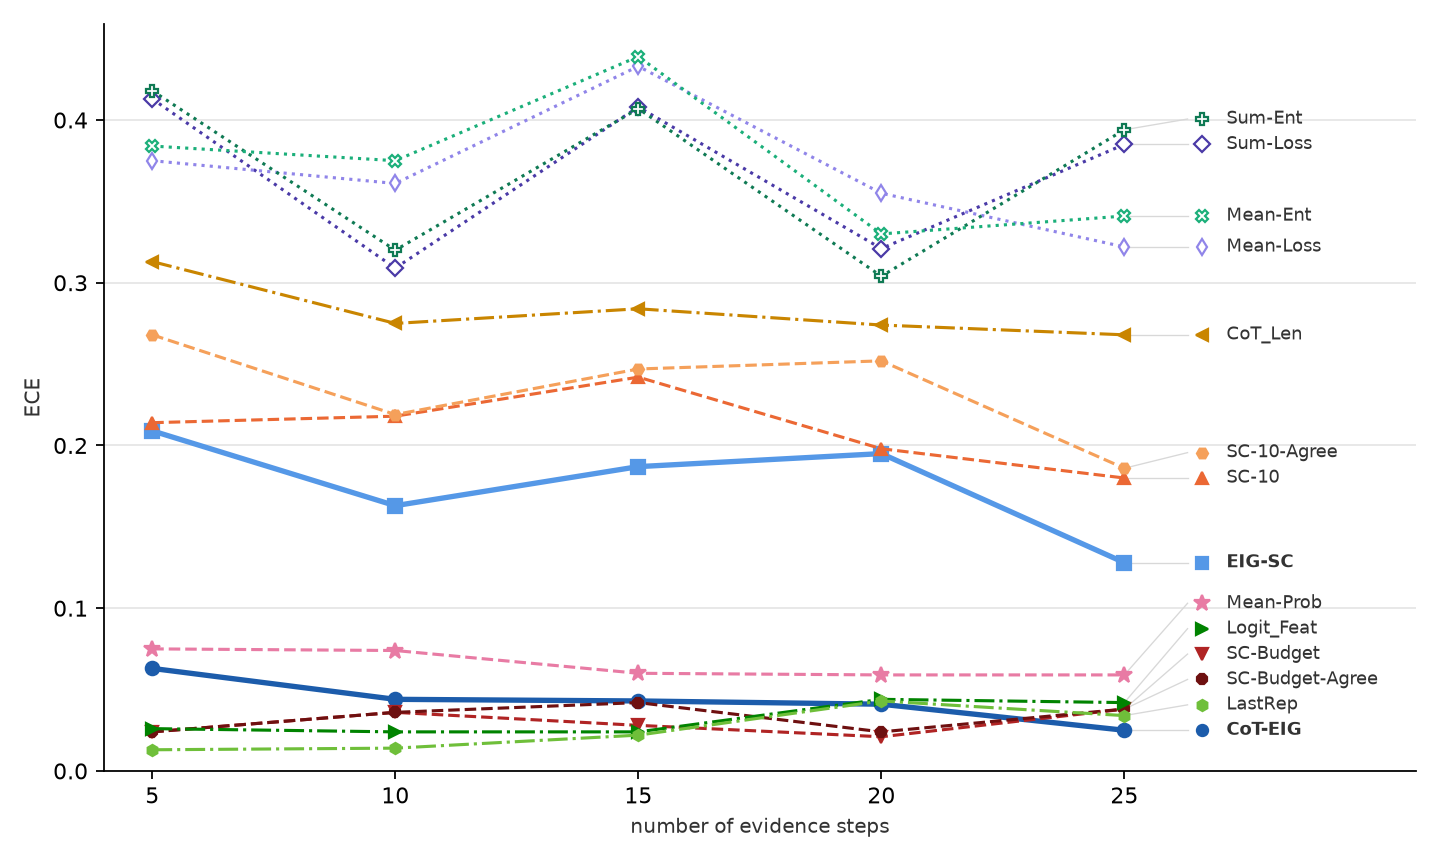 ECE
0.4
0.3
0.2
0.1
0.0
5 10 15 20 25
number of evidence steps
Sum-Ent
Sum-Loss
Mean-Ent
Mean-Loss
CoT_Len
SC-10-Agree
SC-10
EIG-SC
Mean-Prob
Logit_Feat
SC-Budget
SC-Budget-Agree
LastRep
CoT-EIG